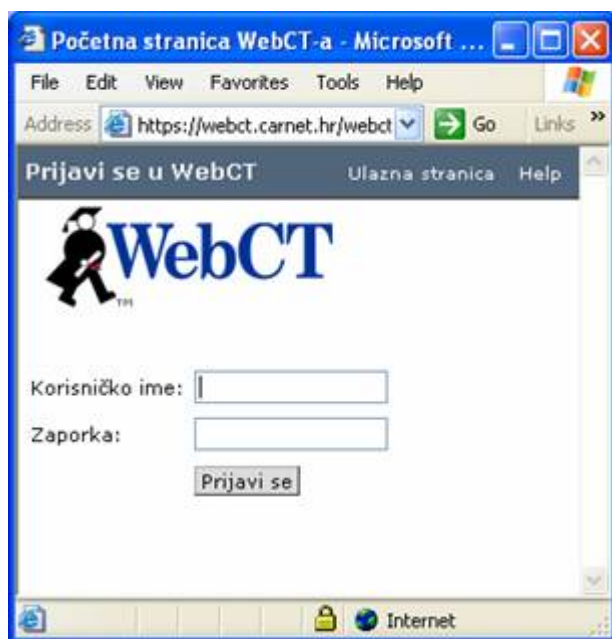 Početna stranica WebCT-a - Microsoft ...
File Edit View Favorites Tools Help
Address https://webct.carnet.hr/webct Go Links »
Prijavi se u WebCT Ulazna stranica Help
WebCT
TM
Korisničko ime:
Zaporka:
Prijavi se
Internet